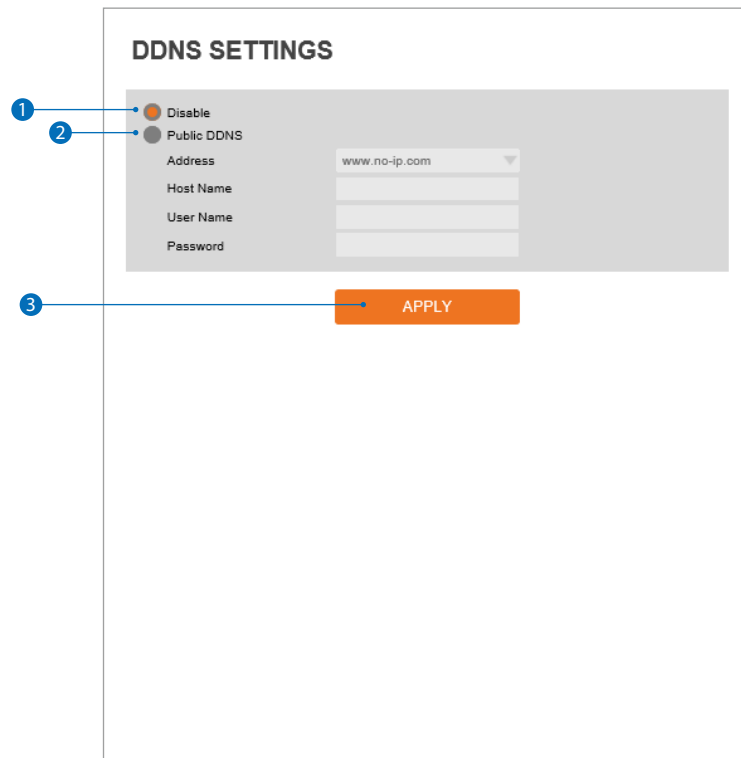 DDNS SETTINGS
1
Disable
2
Public DDNS
Address
www.no-ip.com
Host Name
User Name
Password
3
APPLY